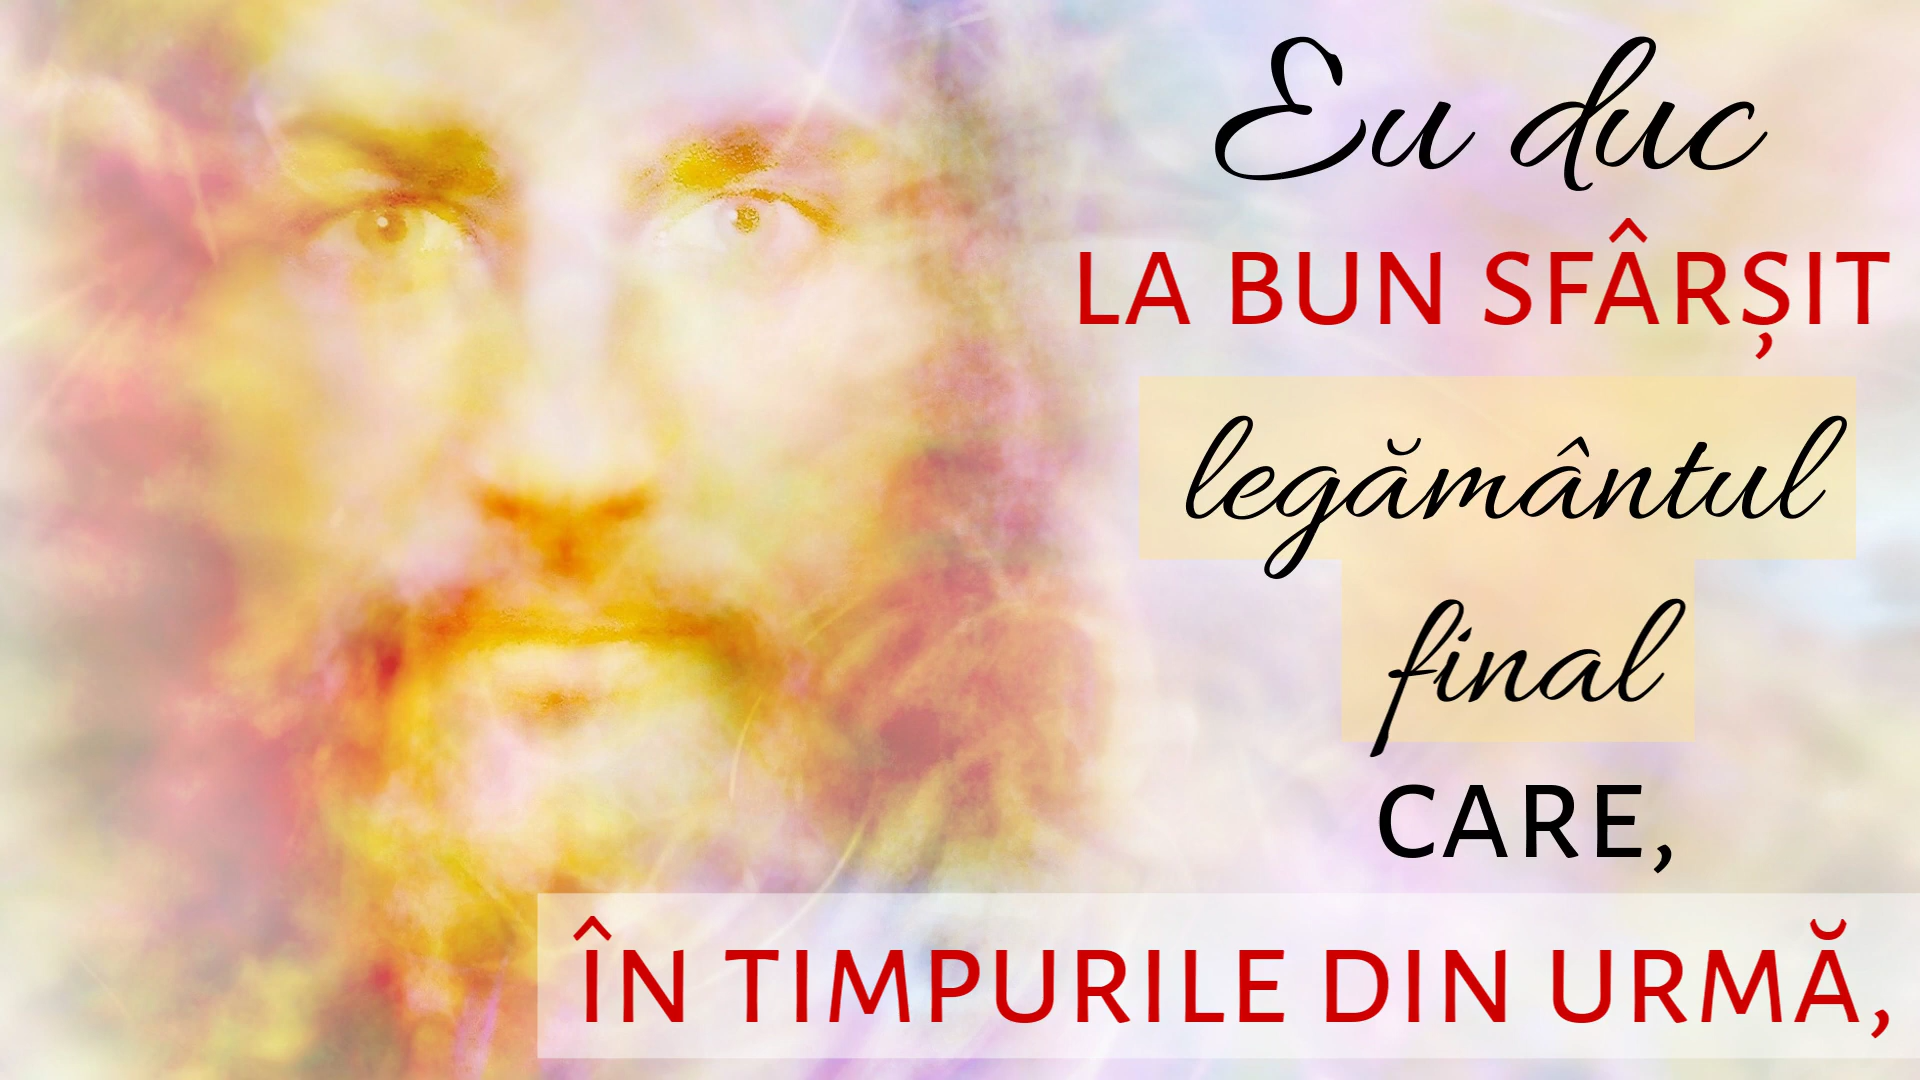 Eu duc
LA BUN SFÂRȘIT
legământul
final
CARE,
ÎN TIMPURILE DIN URMĂ,